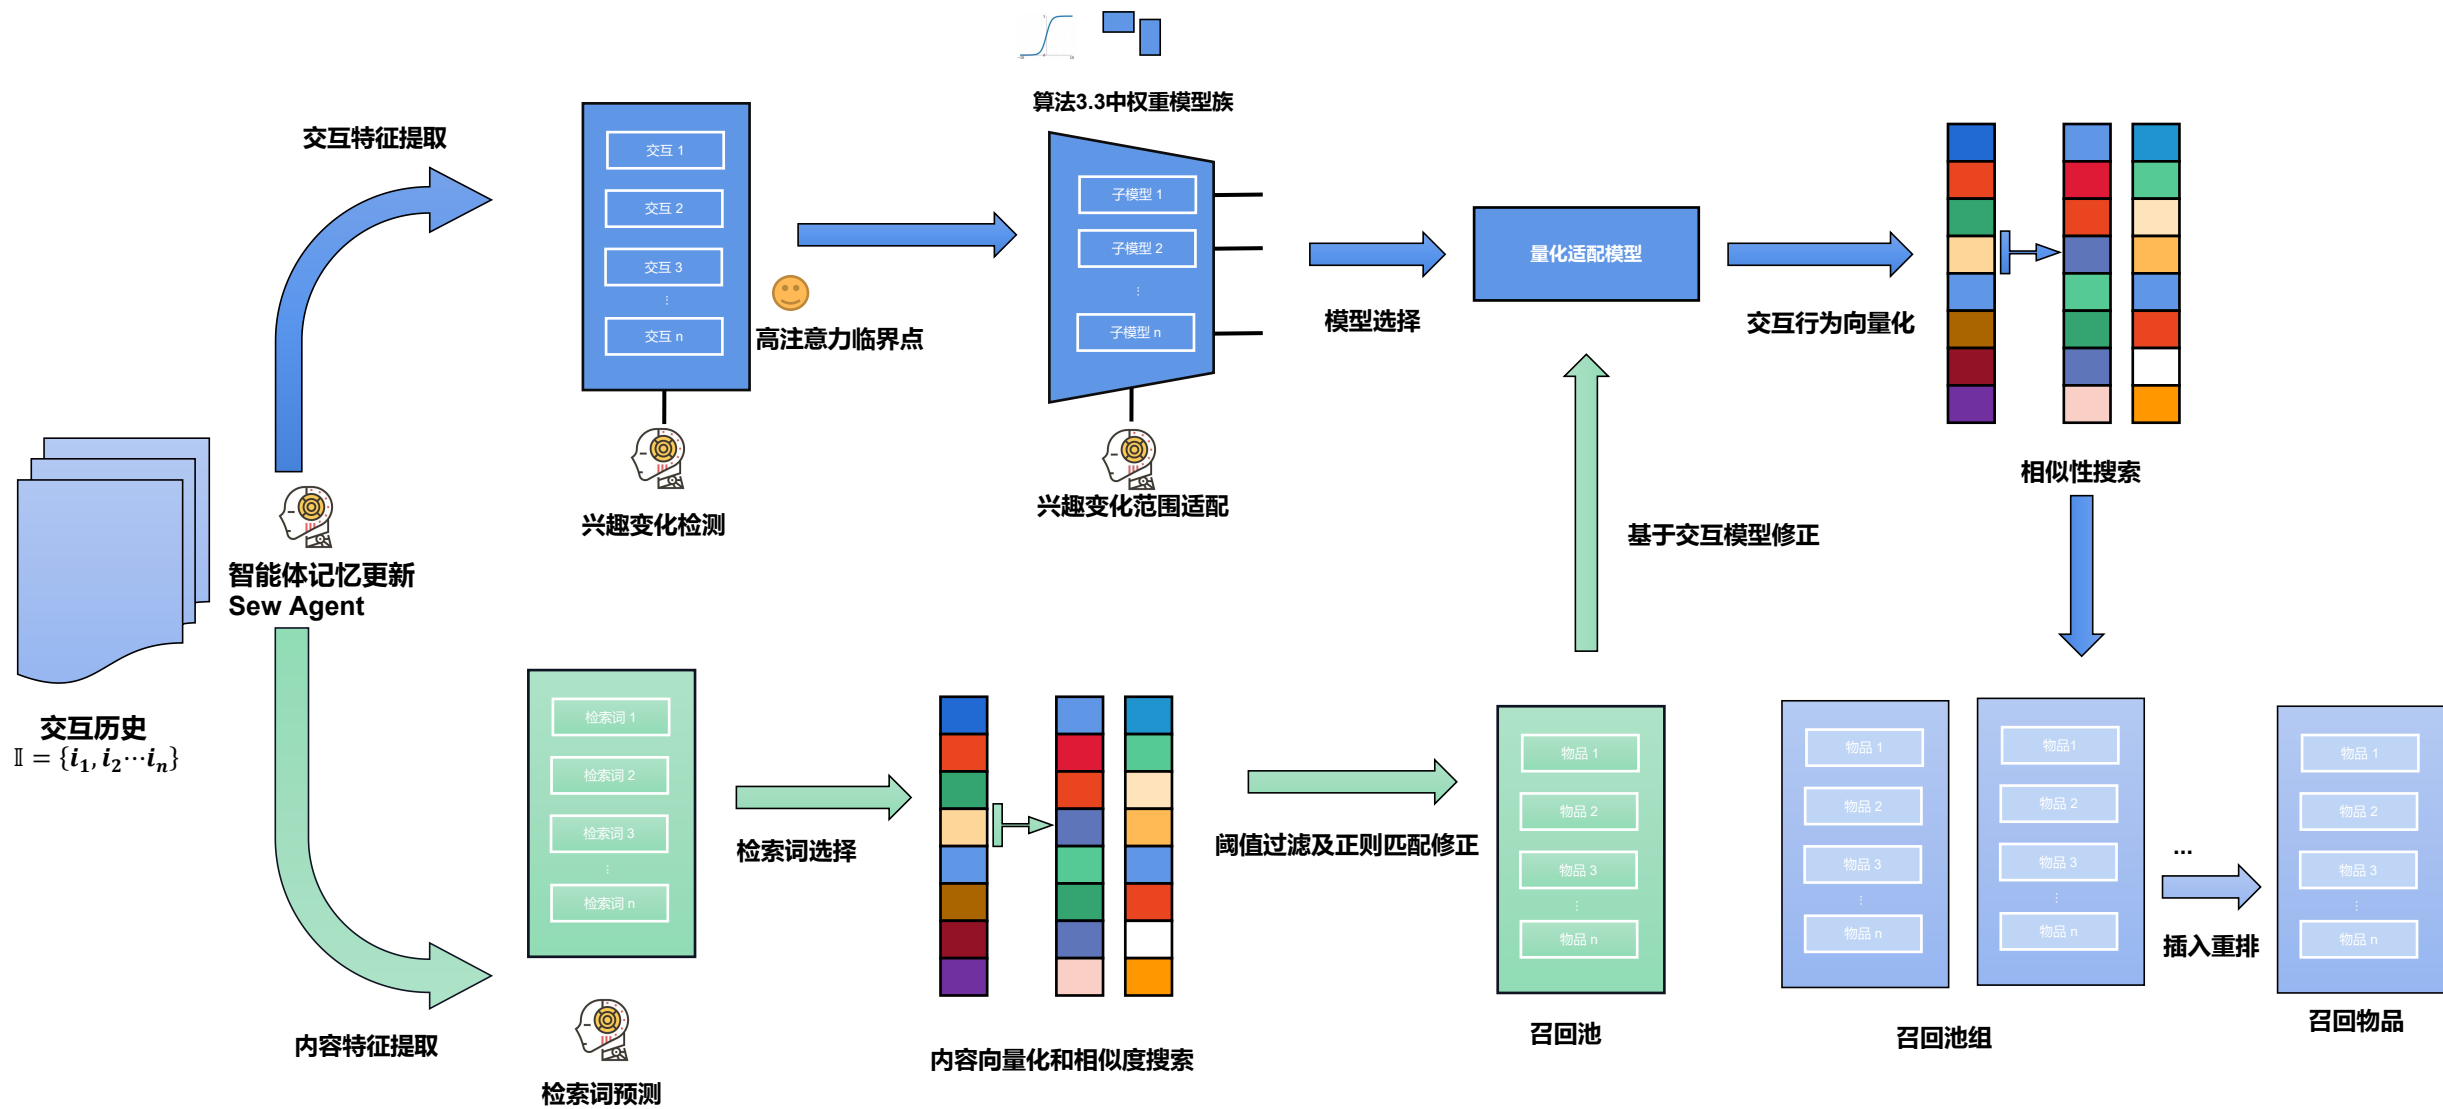 算法3.3中权重模型族
交互特征提取
交互 1
交互 2
交互 3
⋮
交互 n
高注意力临界点
兴趣变化检测
子模型 1
子模型 2
⋮
子模型 n
兴趣变化范围适配
模型选择
量化适配模型
交互行为向量化
相似性搜索
基于交互模型修正
智能体记忆更新
Sew Agent
交互历史
𝕀 = {i₁, i₂⋯iₙ}
内容特征提取
检索词 1
检索词 2
检索词 3
⋮
检索词 n
检索词预测
检索词选择
内容向量化和相似度搜索
阈值过滤及正则匹配修正
物品 1
物品 2
物品 3
⋮
物品 n
召回池
物品 1
物品 2
物品 3
⋮
物品 n
物品1
物品 2
物品 3
⋮
物品 n
召回池组
...
插入重排
物品 1
物品 2
物品 3
⋮
物品 n
召回物品